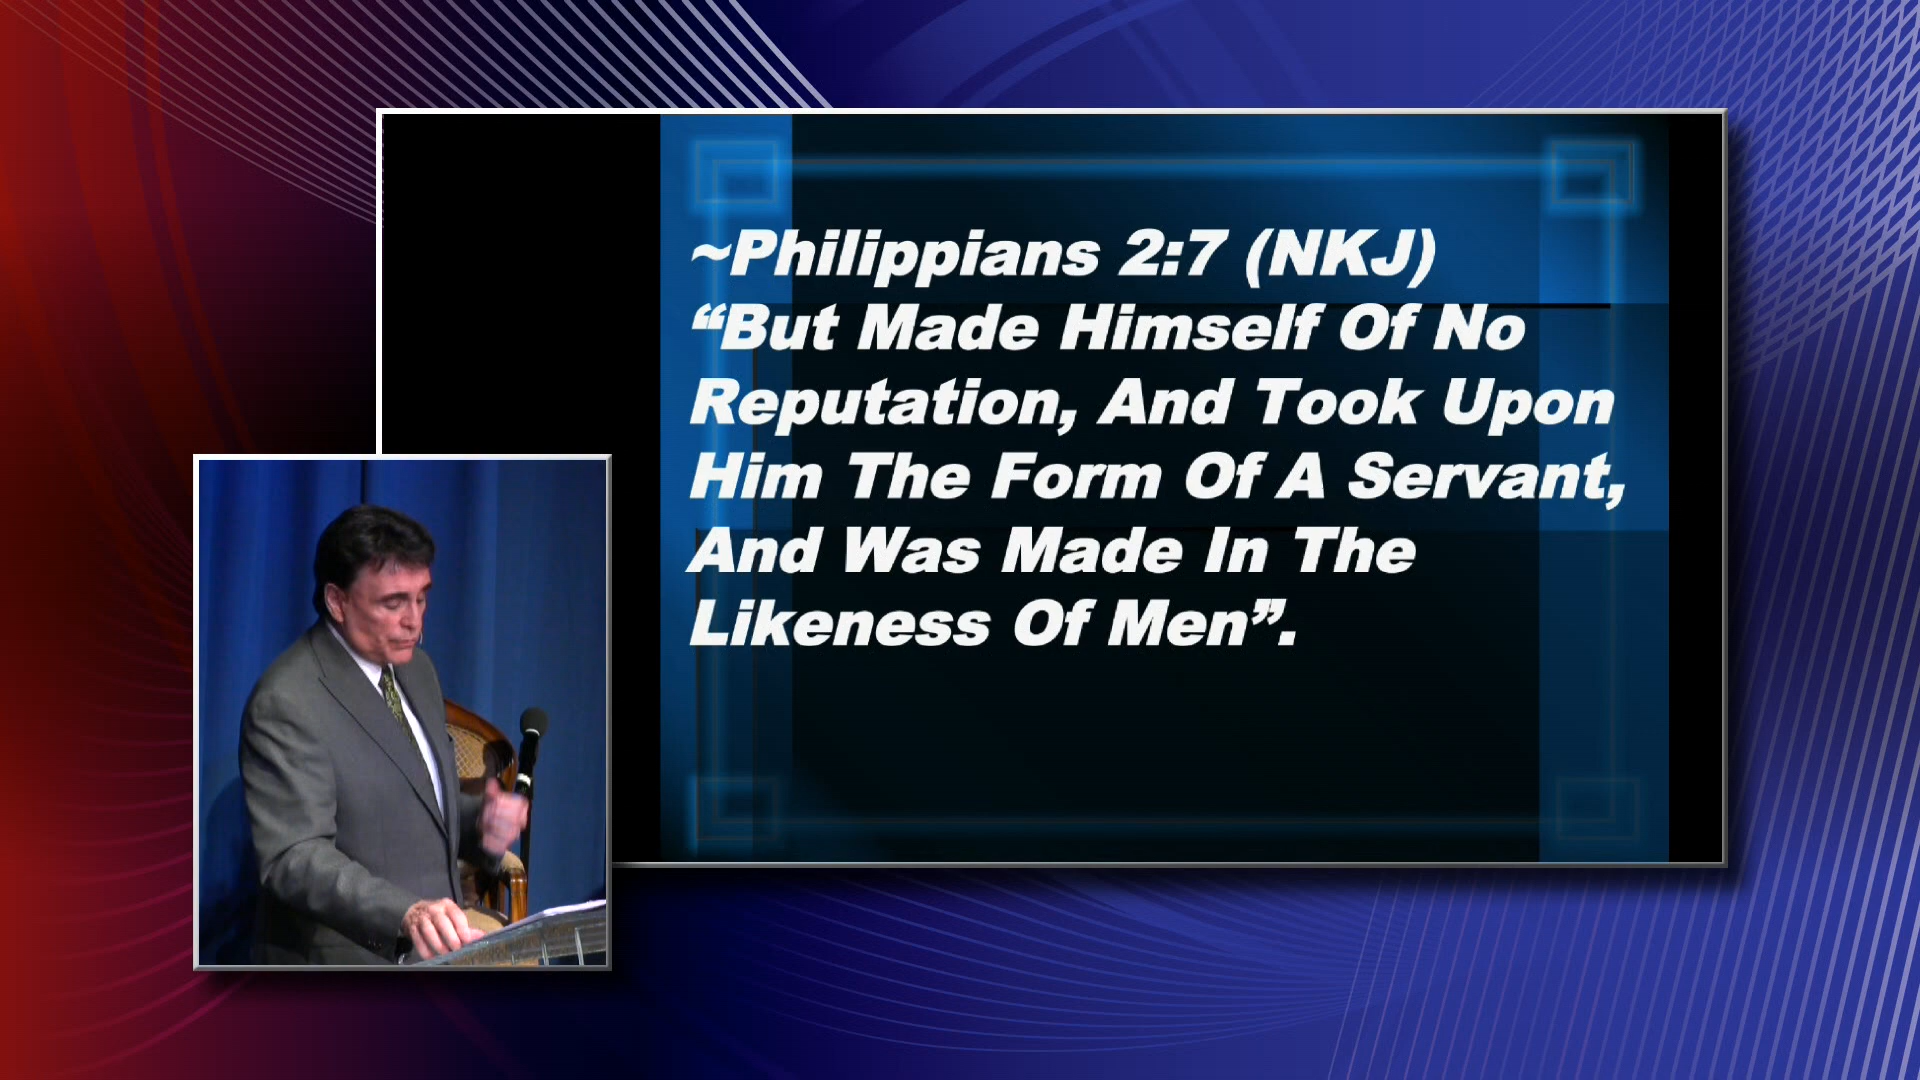 ~Philippians 2:7 (NKJ)
“But Made Himself Of No
Reputation, And Took Upon
Him The Form Of A Servant,
And Was Made In The
Likeness Of Men”.